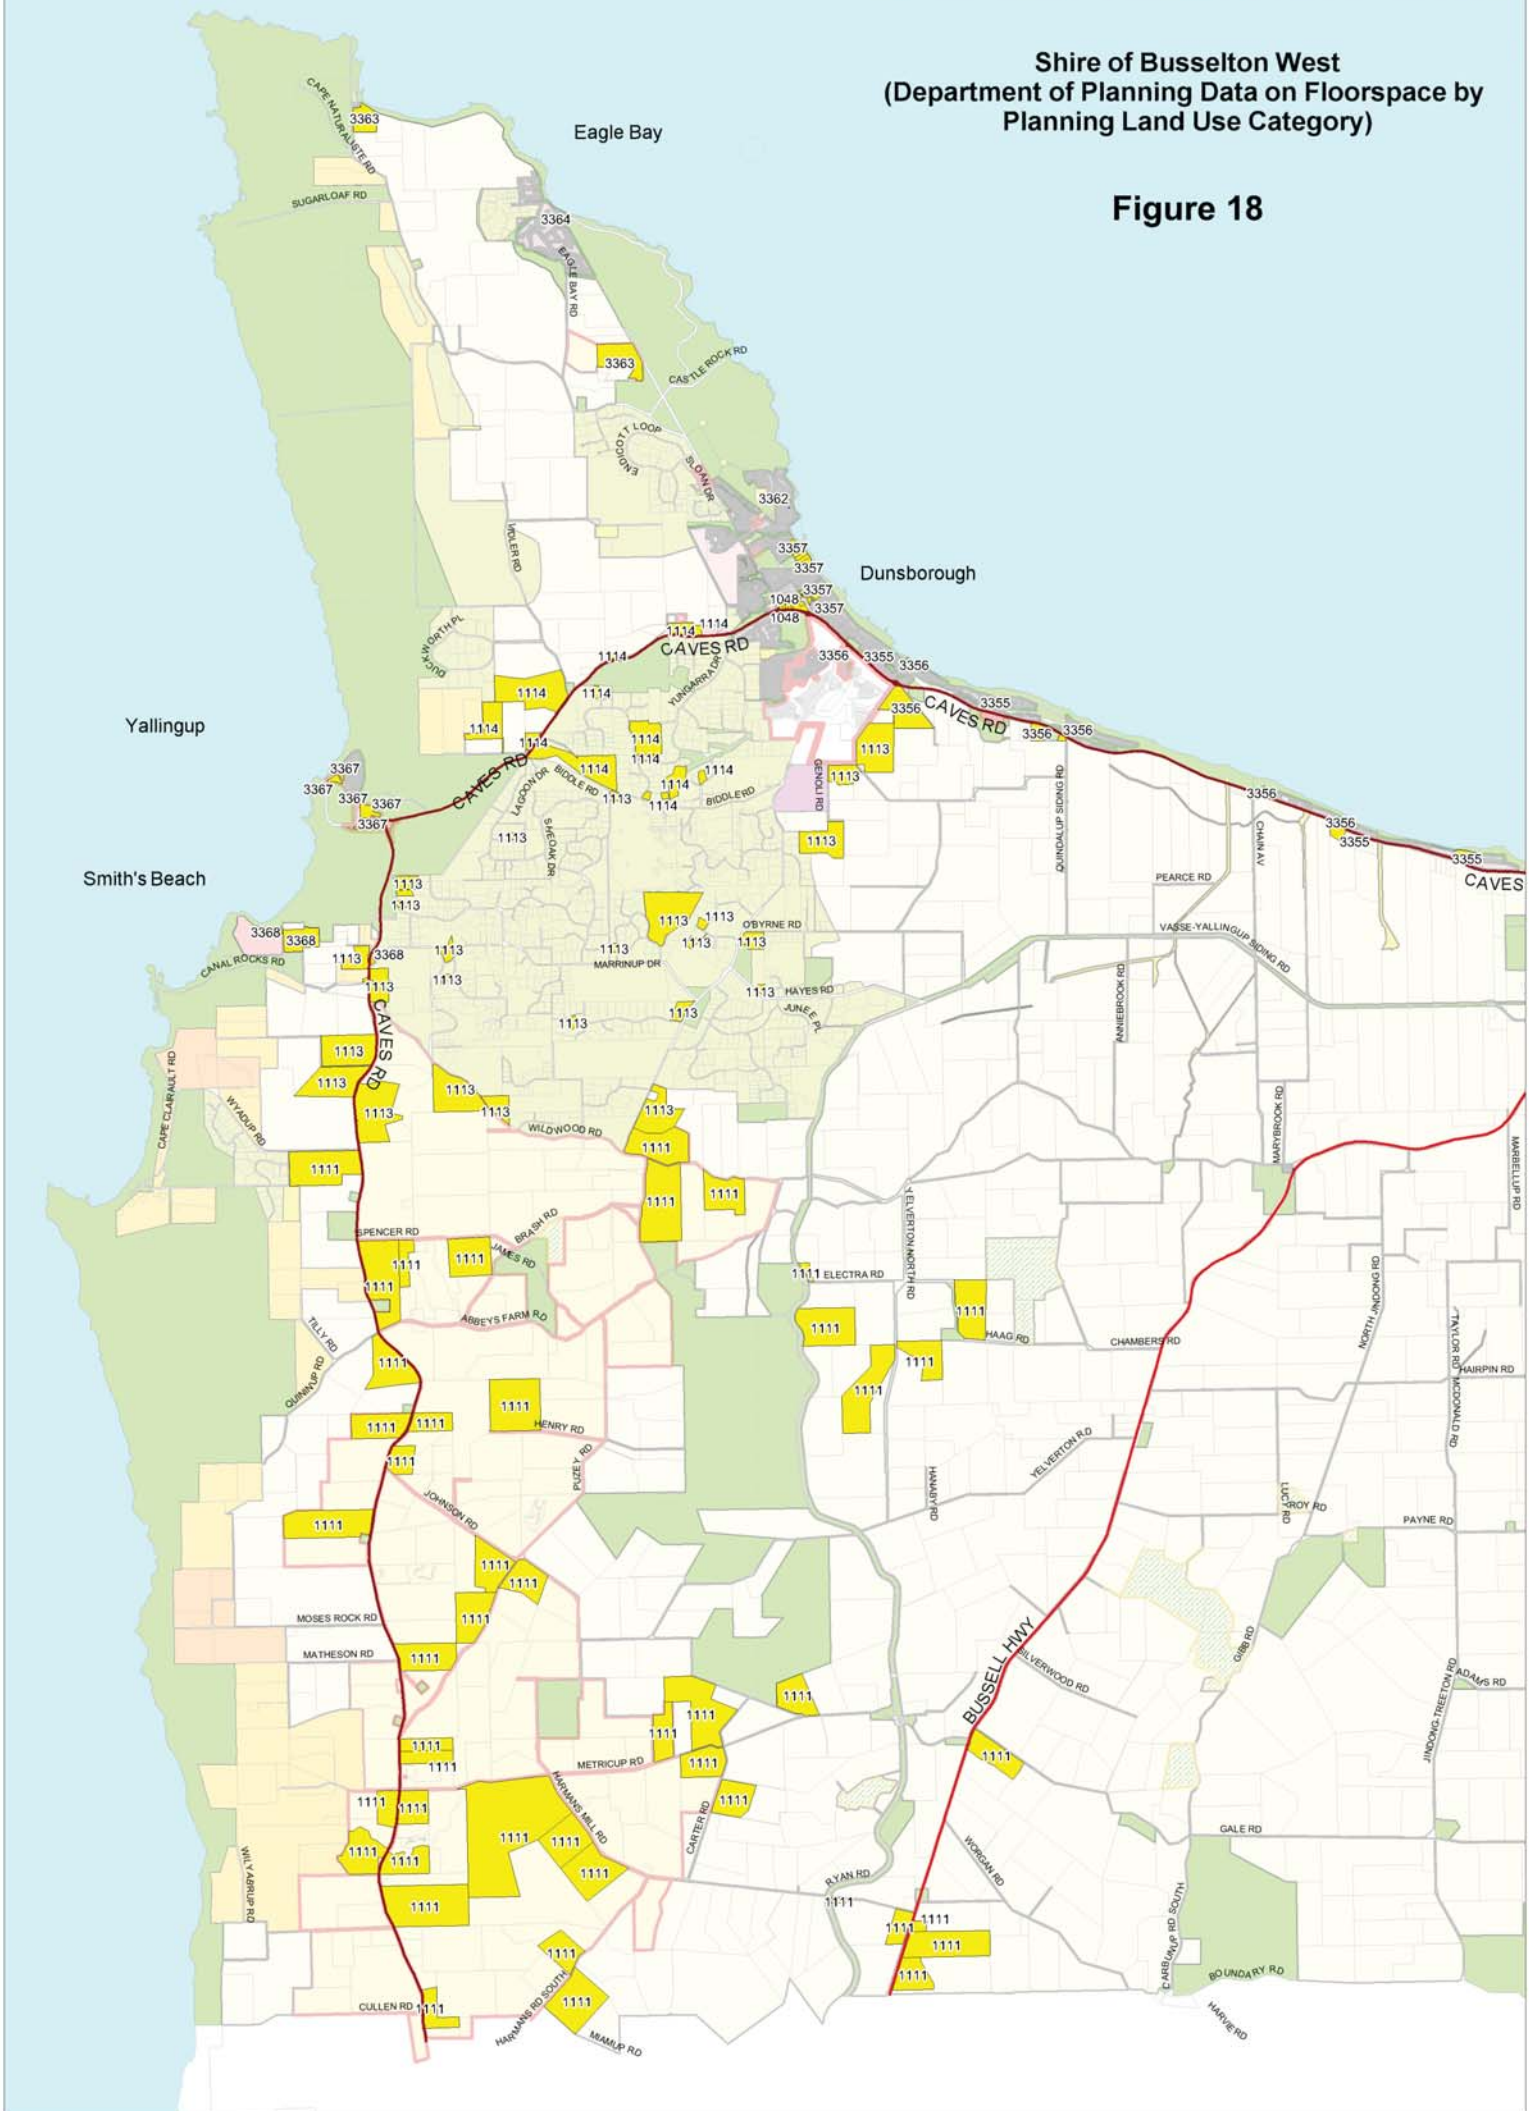 Shire of Busselton West
(Department of Planning Data on Floorspace by
Planning Land Use Category)
Figure 18
CAPE NATURALISTE RD
3363
Eagle Bay
SUGARLOAF RD
3364
EAGLE BAY RD
3363
CASTLE ROCK RD
ENDICOTT LOOP
SLOAN DR
3362
3357
3357
Dunsborough
3357
1048
3357
1048
1114
1114
CAVES RD
1114
DUCKWORTH PL
YUNGARRA DR
3356
3355
3356
1114
1114
3356
CAVES RD
3355
3356
3356
Yallingup
1114
1114
1114
1114
1113
3367
3367
3367
3367
3367
CAVES RD
LAGOON DR
BIDDLE RD
1114
1113
1114
1114
1114
BIDDLE RD
GENOLI RD
1113
QUINDALUP SIDING RD
3356
3356
3355
3355
CAVES
CHAIN AV
1113
SHEOAK DR
1113
Smith's Beach
1113
1113
PEARCE RD
1113
1113
O'BYRNE RD
VASSE-YALLINGUP SIDING RD
3368
3368
1113
3368
1113
1113
1113
1113
MARRINUP DR
CANAL ROCKS RD
1113
1113
1113
HAYES RD
JUNEE PL
ANNIEBROOK RD
CAVES RD
1113
1113
1113
1113
1113
CAPE CLAIRAULT RD
WYADUP RD
1113
1113
1113
WILDWOOD RD
1111
MARYBROOK RD
MARBELLUP RD
1111
1111
1111
YELVERTON NORTH RD
SPENCER RD
BRASH RD
1111
1111
JAMES RD
1111
1111
ELECTRA RD
NORTH JINDONG RD
TAYLOR RD
ABBEYS FARM RD
TILLY RD
1111
1111
HAAG RD
CHAMBERS RD
1111
1111
1111
QUININUP RD
HAIRPIN RD
1111
1111
1111
HENRY RD
MCDONALD RD
1111
PUZEY RD
YELVERTON RD
HANABY RD
JOHNSON RD
LUCY RD
ROY RD
PAYNE RD
1111
1111
1111
1111
MOSES ROCK RD
MATHESON RD
1111
BUSSELL HWY
SILVERWOOD RD
GIBB RD
ADAMS RD
JINDONG-TREETON RD
1111
1111
1111
1111
1111
METRICUP RD
1111
1111
1111
1111
1111
HARMANS MILL RD
CARTER RD
1111
1111
1111
1111
1111
1111
GALE RD
WORGAN RD
WILYABRUP RD
RYAN RD
1111
1111
CARBUNUP RD SOUTH
1111
1111
1111
1111
1111
BOUNDARY RD
HARVIE RD
CULLEN RD
1111
HARMANS RD SOUTH
1111
MIAMUP RD